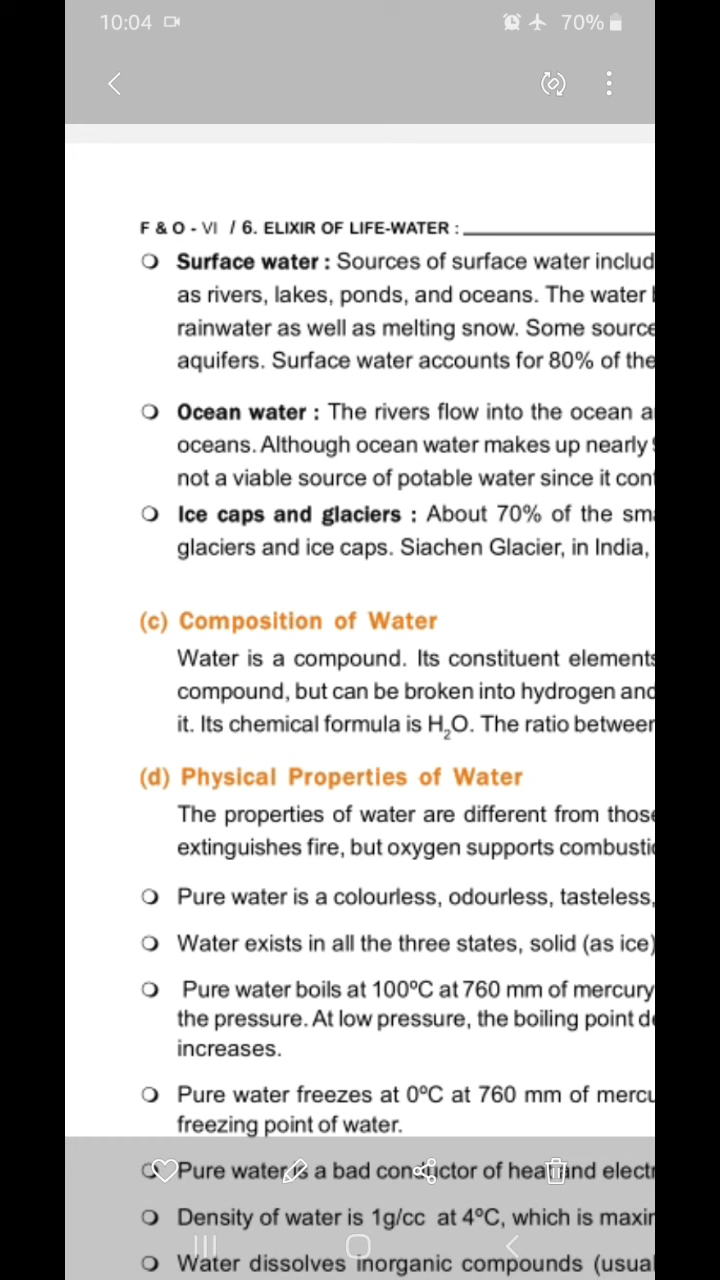 10:04 70%
F & O - VI / 6. ELIXIR OF LIFE-WATER :
Surface water : Sources of surface water includ
as rivers, lakes, ponds, and oceans. The water
rainwater as well as melting snow. Some source
aquifers. Surface water accounts for 80% of the
Ocean water : The rivers flow into the ocean a
oceans. Although ocean water makes up nearly
not a viable source of potable water since it con
Ice caps and glaciers : About 70% of the sm
glaciers and ice caps. Siachen Glacier, in India,
(c) Composition of Water
Water is a compound. Its constituent elements
compound, but can be broken into hydrogen and
it. Its chemical formula is H₂O. The ratio between
(d) Physical Properties of Water
The properties of water are different from those
extinguishes fire, but oxygen supports combusti
Pure water is a colourless, odourless, tasteless,
Water exists in all the three states, solid (as ice)
Pure water boils at 100ºC at 760 mm of mercury
the pressure. At low pressure, the boiling point d
increases.
Pure water freezes at 0ºC at 760 mm of mercu
freezing point of water.
Pure water is a bad conductor of heat and electr
Density of water is 1g/cc at 4ºC, which is maxi
Water dissolves inorganic compounds (usual